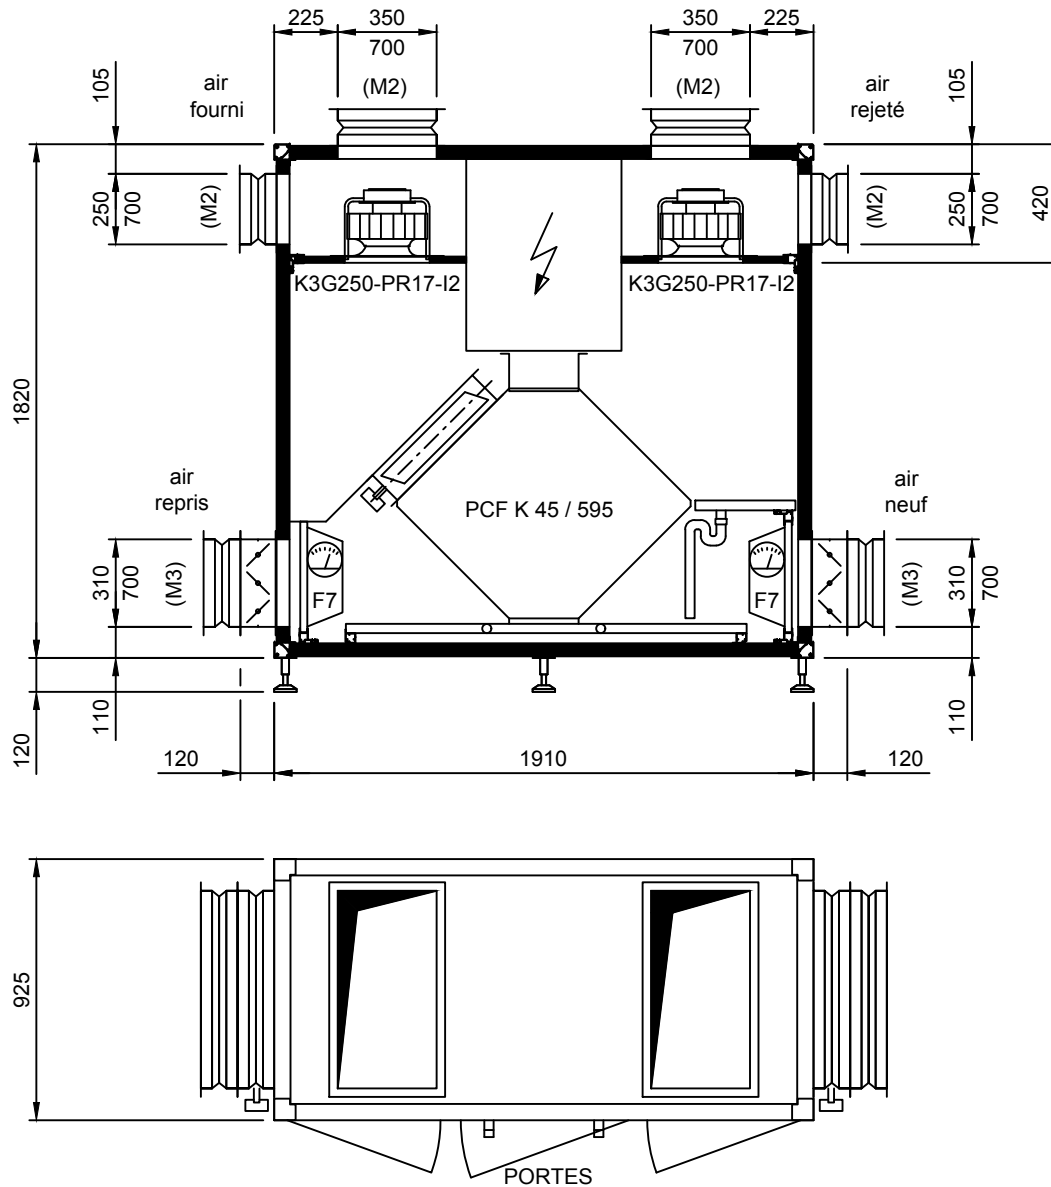 225
350
700
(M2)
350
700
(M2)
225
105
air
fourni
air
rejeté
105
250
700
(M2)
(M2)
250
700
420
K3G250-PR17-I2
K3G250-PR17-I2
1820
air
repris
PCF K 45 / 595
air
neuf
310
700
(M3)
F7
F7
(M3)
310
700
110
110
120
120
1910
120
925
PORTES